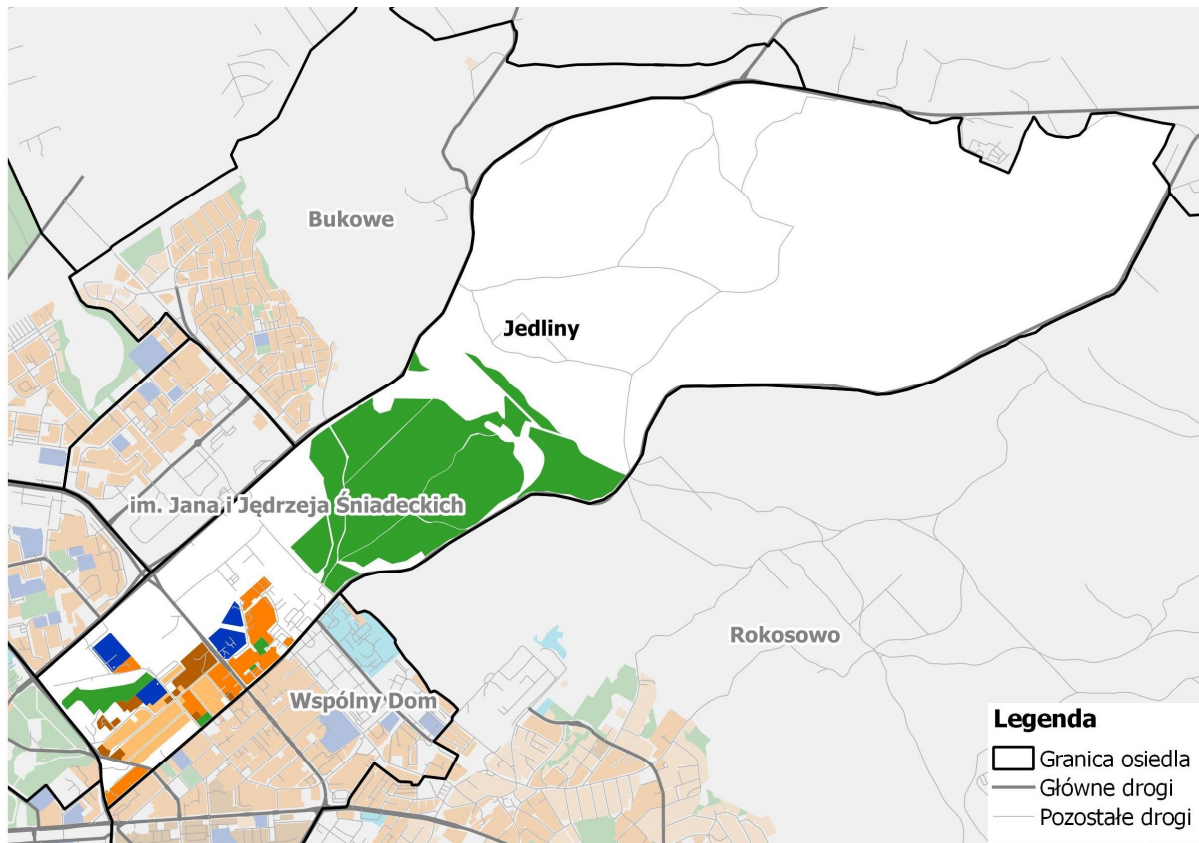 Bukowe
Jedliny
im. Jana i Jędrzeja Śniadeckich
Rokosowo
Wspólny Dom
Legenda
Granica osiedla
Główne drogi
Pozostałe drogi